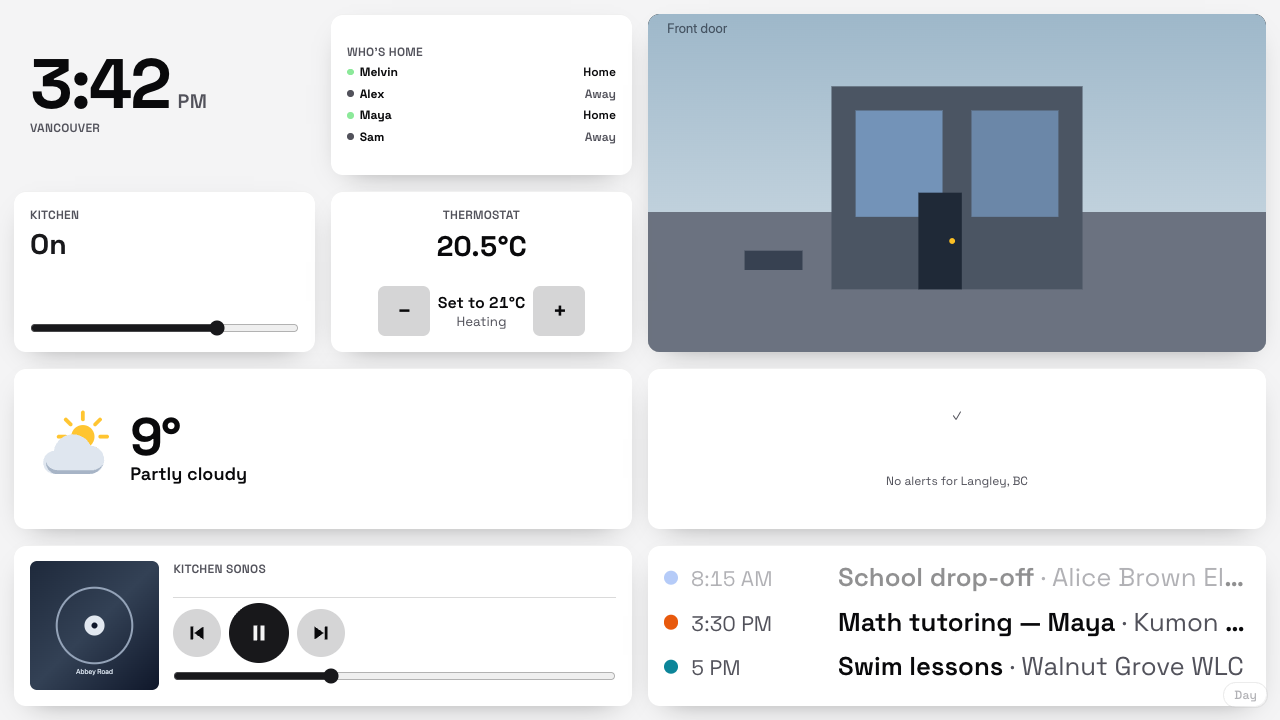 3:42 PM
VANCOUVER
WHO'S HOME
Melvin Home
Alex Away
Maya Home
Sam Away
Front door
KITCHEN
On
THERMOSTAT
20.5°C
− Set to 21°C +
Heating
9°
Partly cloudy
✓
No alerts for Langley, BC
KITCHEN SONOS
Abbey Road
8:15 AM School drop-off · Alice Brown El...
3:30 PM Math tutoring — Maya · Kumon ...
5 PM Swim lessons · Walnut Grove WLC
Day